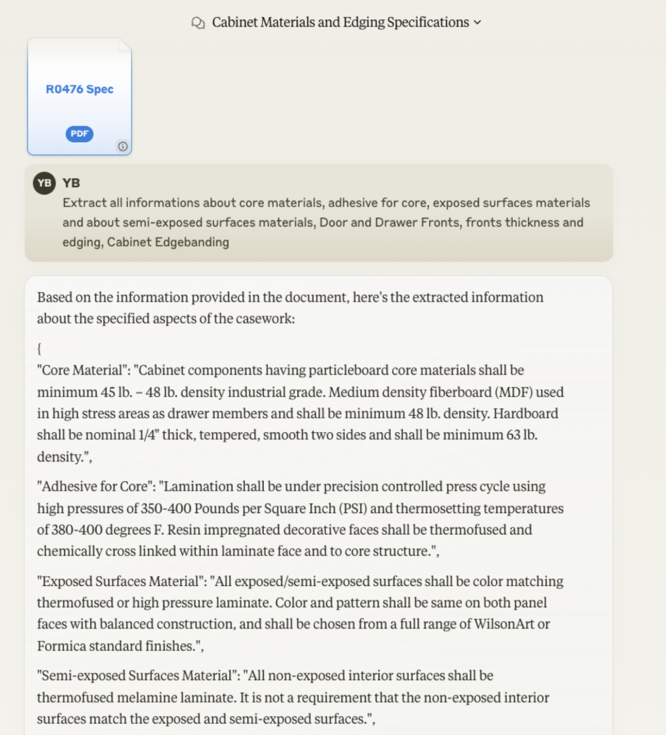 Cabinet Materials and Edging Specifications
R0476 Spec
PDF
YB
YB
Extract all informations about core materials, adhesive for core, exposed surfaces materials
and about semi-exposed surfaces materials, Door and Drawer Fronts, fronts thickness and
edging, Cabinet Edgebanding
Based on the information provided in the document, here's the extracted information
about the specified aspects of the casework:
{
"Core Material": "Cabinet components having particleboard core materials shall be
minimum 45 lb. – 48 lb. density industrial grade. Medium density fiberboard (MDF) used
in high stress areas as drawer members and shall be minimum 48 lb. density. Hardboard
shall be nominal 1/4" thick, tempered, smooth two sides and shall be minimum 63 lb.
density.",
"Adhesive for Core": "Lamination shall be under precision controlled press cycle using
high pressures of 350-400 Pounds per Square Inch (PSI) and thermosetting temperatures
of 380-400 degrees F. Resin impregnated decorative faces shall be thermofused and
chemically cross linked within laminate face and to core structure.",
"Exposed Surfaces Material": "All exposed/semi-exposed surfaces shall be color matching
thermofused or high pressure laminate. Color and pattern shall be same on both panel
faces with balanced construction, and shall be chosen from a full range of WilsonArt or
Formica standard finishes.",
"Semi-exposed Surfaces Material": "All non-exposed interior surfaces shall be
thermofused melamine laminate. It is not a requirement that the non-exposed interior
surfaces match the exposed and semi-exposed surfaces.",